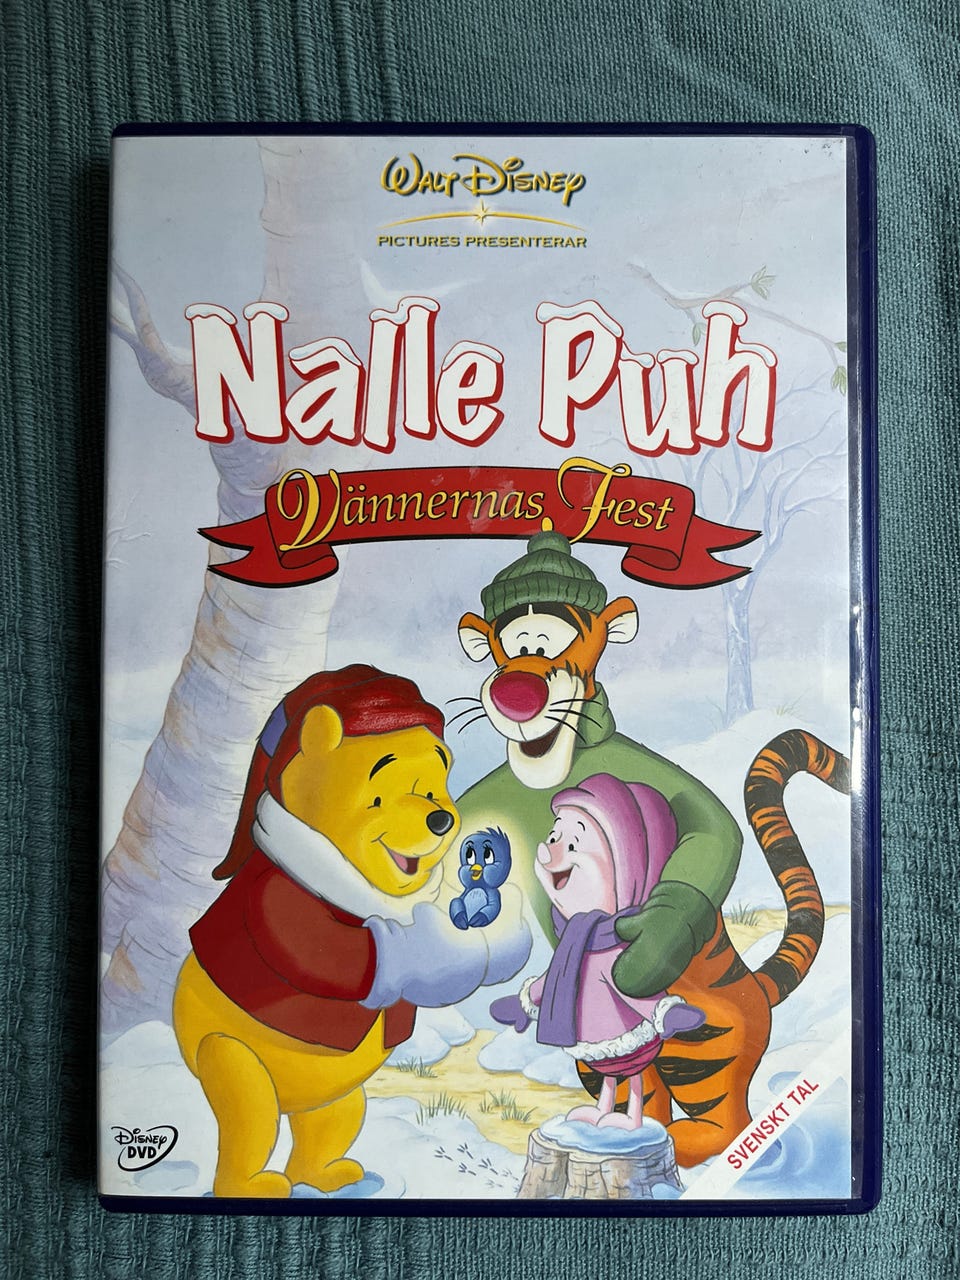 WALT DISNEY
PICTURES PRESENTERAR
Nalle Puh
Vännernas Fest
SVENSKT TAL
DISNEY
DVD